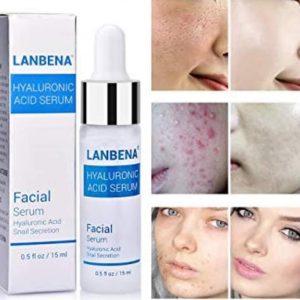 LANBENA
HYALURONIC
ACID SERUM
Facial
Serum
Hyaluronic Acid
Snail Secretion
0.5 fl oz / 15 ml
LANBENA®
HYALURONIC
ACID SERUM
Facial
Serum
Hyaluronic Acid
Snail Secretion
0.5 fl oz / 15 ml